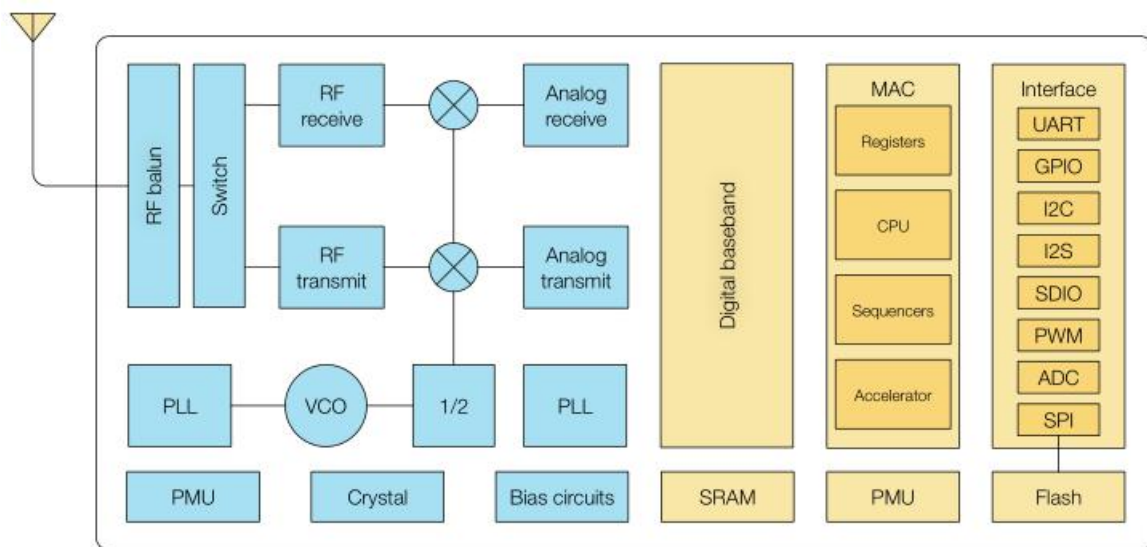 RF balun
Switch
RF
receive
Analog
receive
RF
transmit
Analog
transmit
PLL
VCO
1/2
PLL
PMU
Crystal
Bias circuits
Digital baseband
SRAM
MAC
Registers
CPU
Sequencers
Accelerator
PMU
Interface
UART
GPIO
I2C
I2S
SDIO
PWM
ADC
SPI
Flash